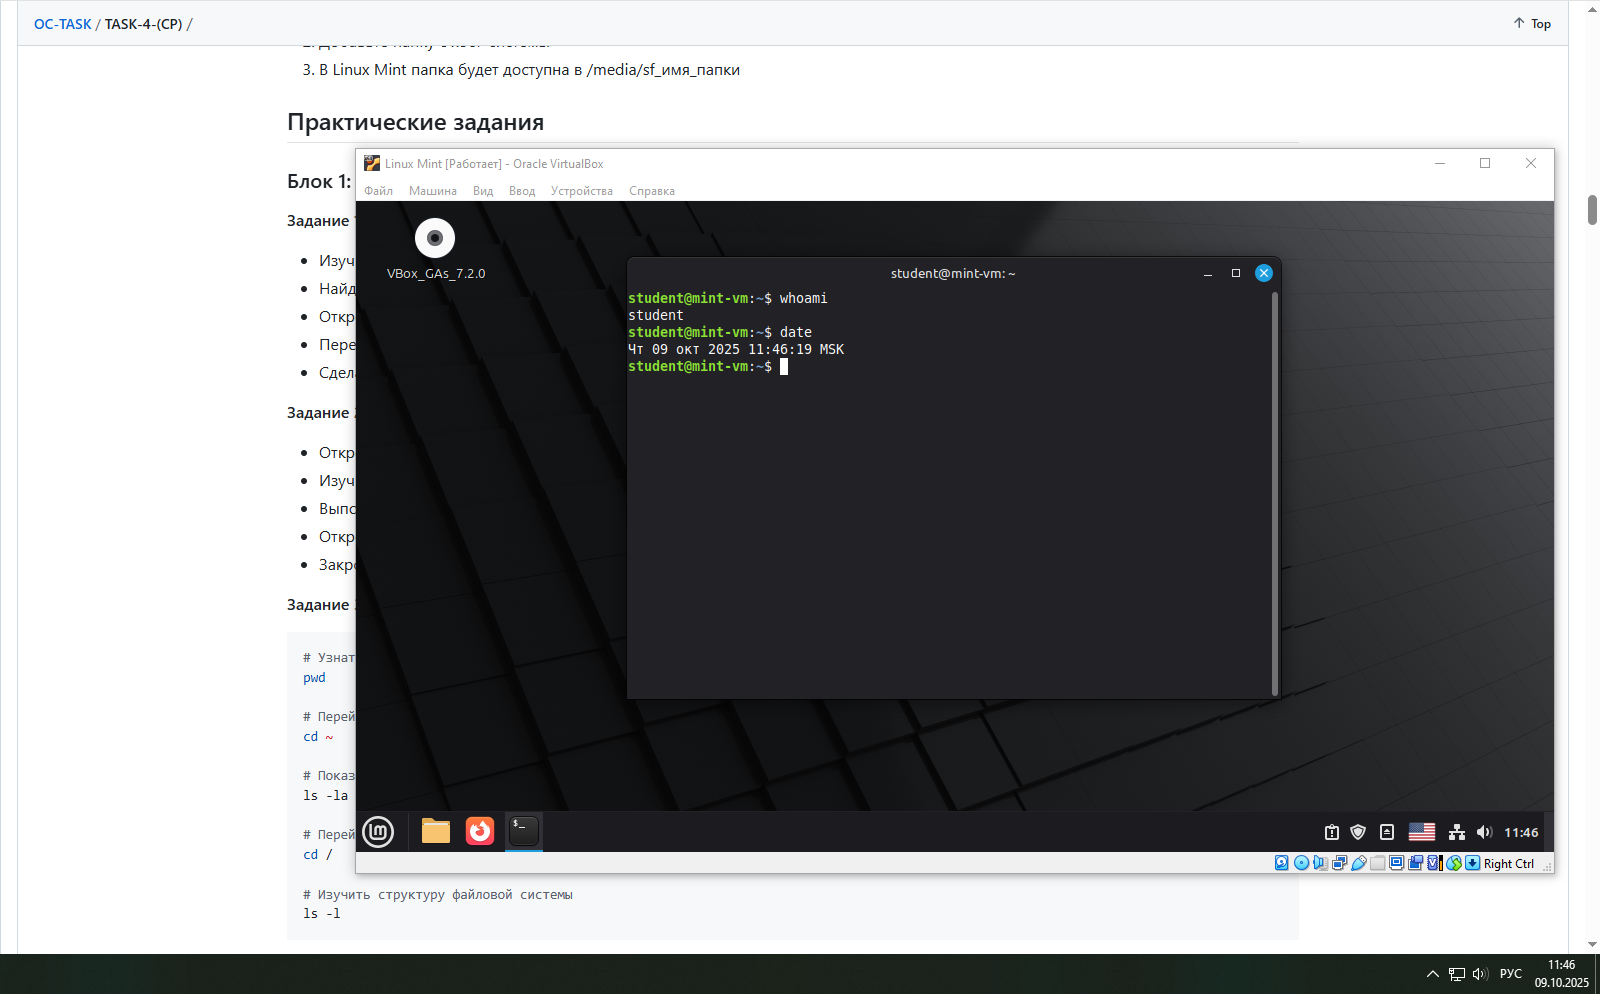 OC-TASK / TASK-4-(CP) /
Top
3. В Linux Mint папка будет доступна в /media/sf_имя_папки
Практические задания
Linux Mint [Работает] - Oracle VirtualBox
Файл Машина Вид Ввод Устройства Справка
Блок 1:
Задание
VBox_GAs_7.2.0
student@mint-vm: ~
student@mint-vm:~$ whoami
student
student@mint-vm:~$ date
Чт 09 окт 2025 11:46:19 MSK
student@mint-vm:~$
Изуч
Найд
Откр
Пере
Сдел
Задание
Откр
Изуч
Выпо
Откр
Закр
Задание
# Узнат
pwd
# Перей
cd ~
# Показ
ls -la
# Перей
cd /
# Изучить структуру файловой системы
ls -l
$_
11:46
Right Ctrl
РУС
11:46
09.10.2025